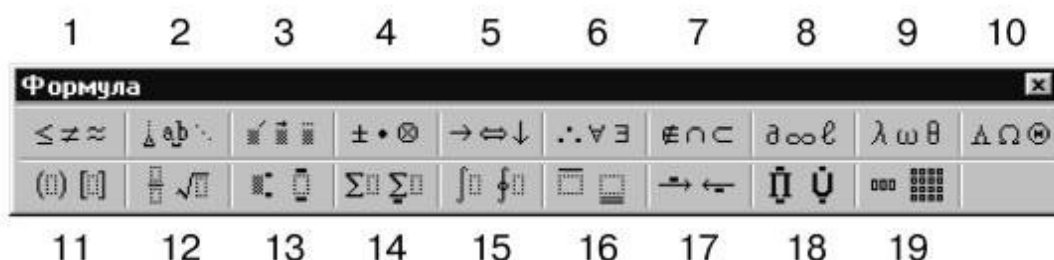 1 2 3 4 5 6 7 8 9 10
Формула
≤ ≠ ≈ a͎b ⋱ ± • ⊗ → ⇔ ↓ ∴ ∀ ∃ ∉ ∩ ⊂ ∂ ∞ ℓ λ ω θ Λ Ω Θ
(▯) [▯] √▯ Σ▯ Σ▯ ∫▯ ∮▯ → ← Π Ụ
11 12 13 14 15 16 17 18 19